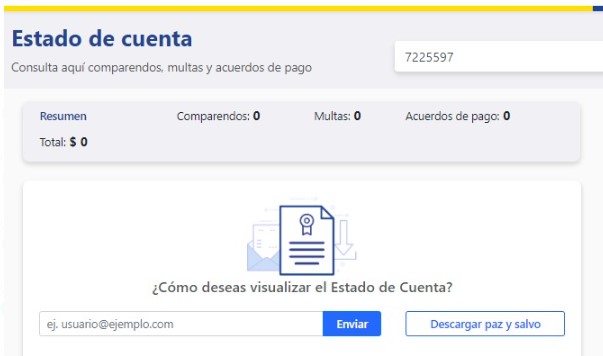 Estado de cuenta
Consulta aquí comparendos, multas y acuerdos de pago
7225597
Resumen Comparendos: 0 Multas: 0 Acuerdos de pago: 0
Total: $ 0
¿Cómo deseas visualizar el Estado de Cuenta?
ej. usuario@ejemplo.com Enviar Descargar paz y salvo